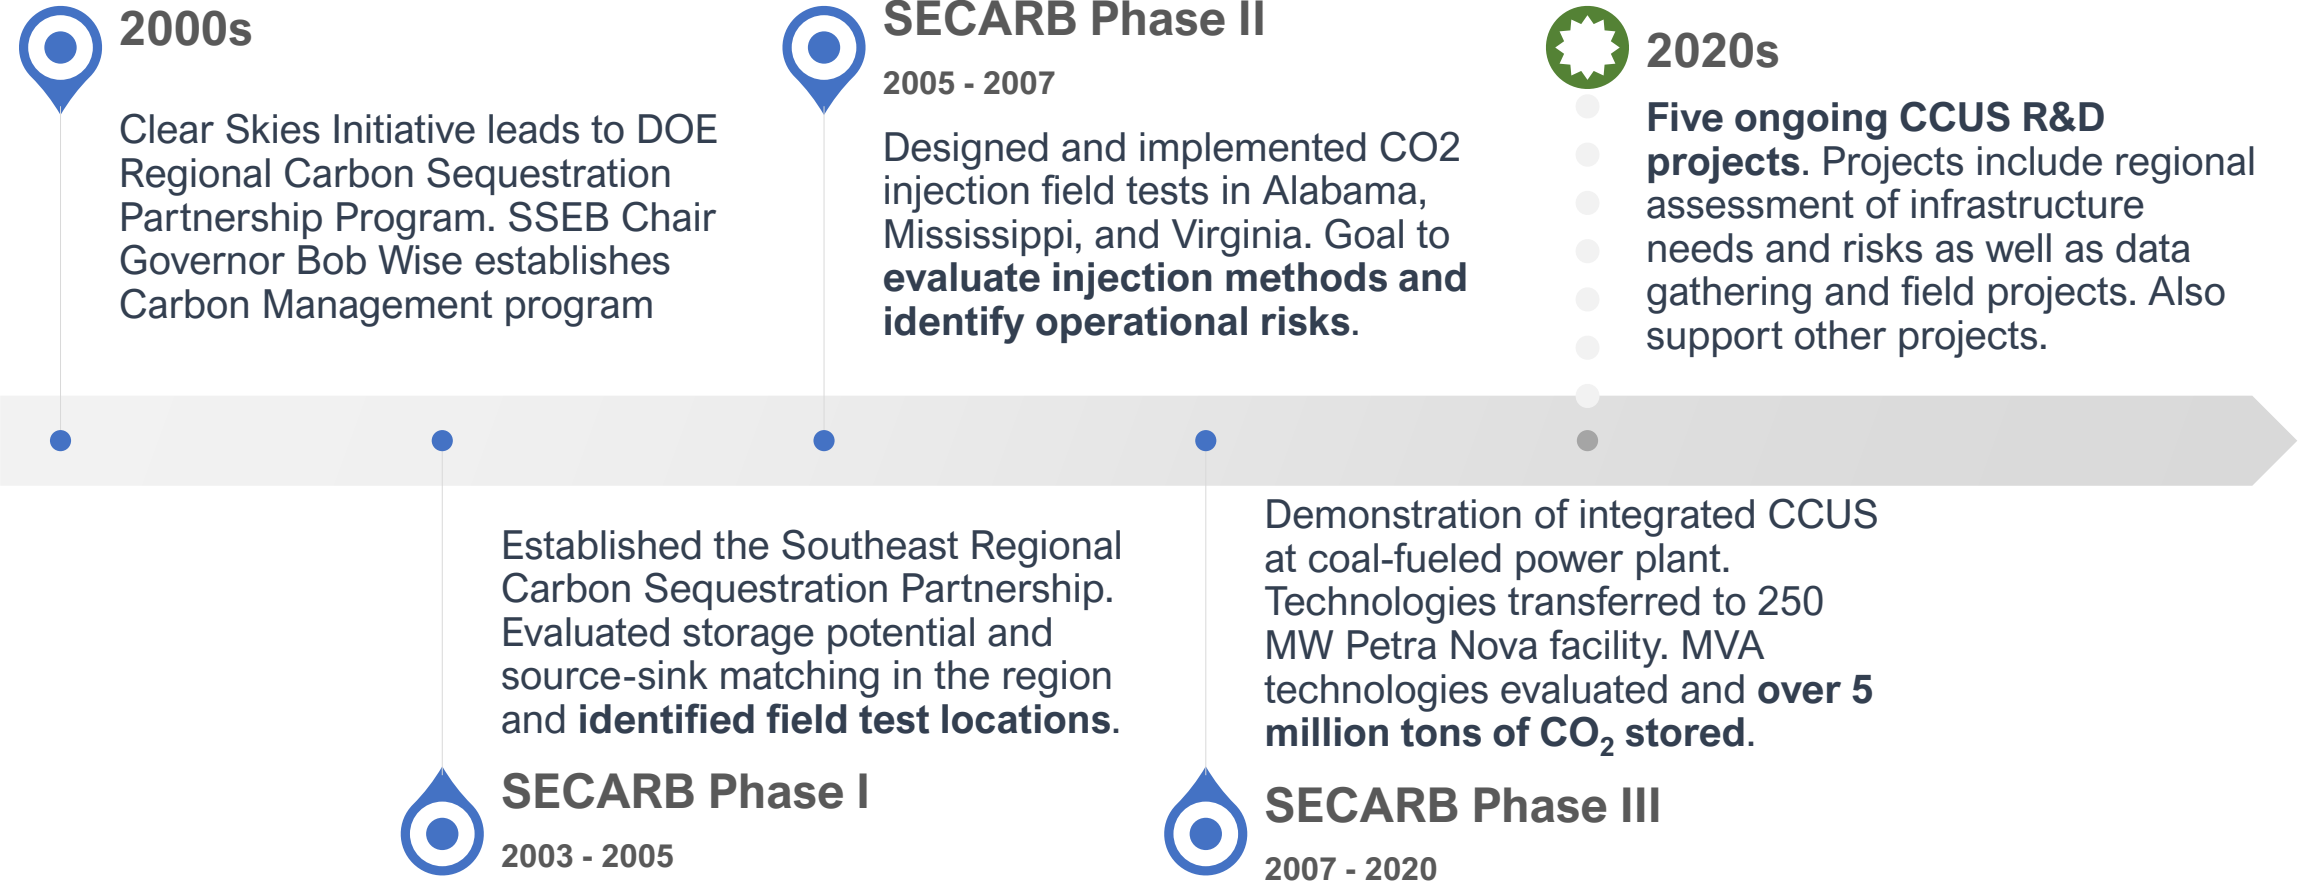 2000s
Clear Skies Initiative leads to DOE
Regional Carbon Sequestration
Partnership Program. SSEB Chair
Governor Bob Wise establishes
Carbon Management program
Established the Southeast Regional
Carbon Sequestration Partnership.
Evaluated storage potential and
source-sink matching in the region
and identified field test locations.
SECARB Phase I
2003 - 2005
SECARB Phase II
2005 - 2007
Designed and implemented CO2
injection field tests in Alabama,
Mississippi, and Virginia. Goal to
evaluate injection methods and
identify operational risks.
Demonstration of integrated CCUS
at coal-fueled power plant.
Technologies transferred to 250
MW Petra Nova facility. MVA
technologies evaluated and over 5
million tons of CO₂ stored.
SECARB Phase III
2007 - 2020
2020s
Five ongoing CCUS R&D
projects. Projects include regional
assessment of infrastructure
needs and risks as well as data
gathering and field projects. Also
support other projects.